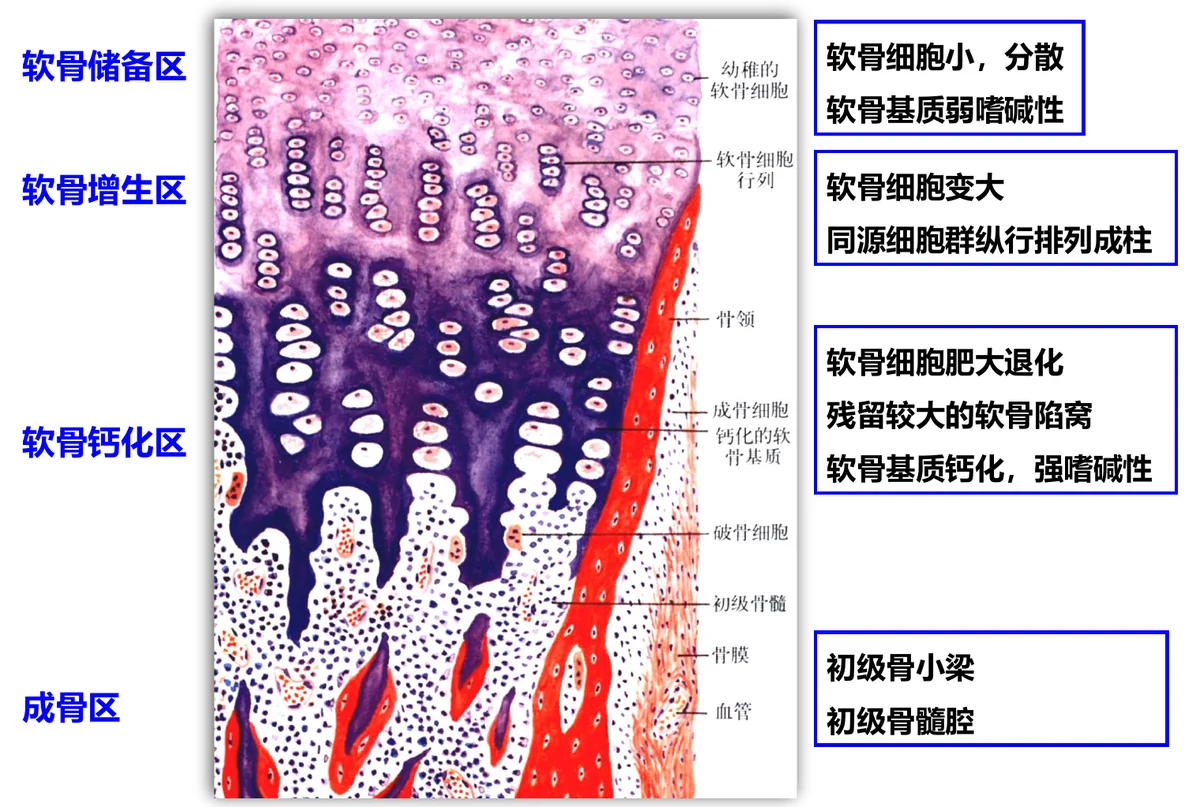 软骨储备区
软骨增生区
软骨钙化区
成骨区
幼稚的
软骨细胞
软骨细胞
行列
骨领
成骨细胞
钙化的软
骨基质
破骨细胞
初级骨髓
骨膜
血管
软骨细胞小，分散
软骨基质弱嗜碱性
软骨细胞变大
同源细胞群纵行排列成柱
软骨细胞肥大退化
残留较大的软骨陷窝
软骨基质钙化，强嗜碱性
初级骨小梁
初级骨髓腔